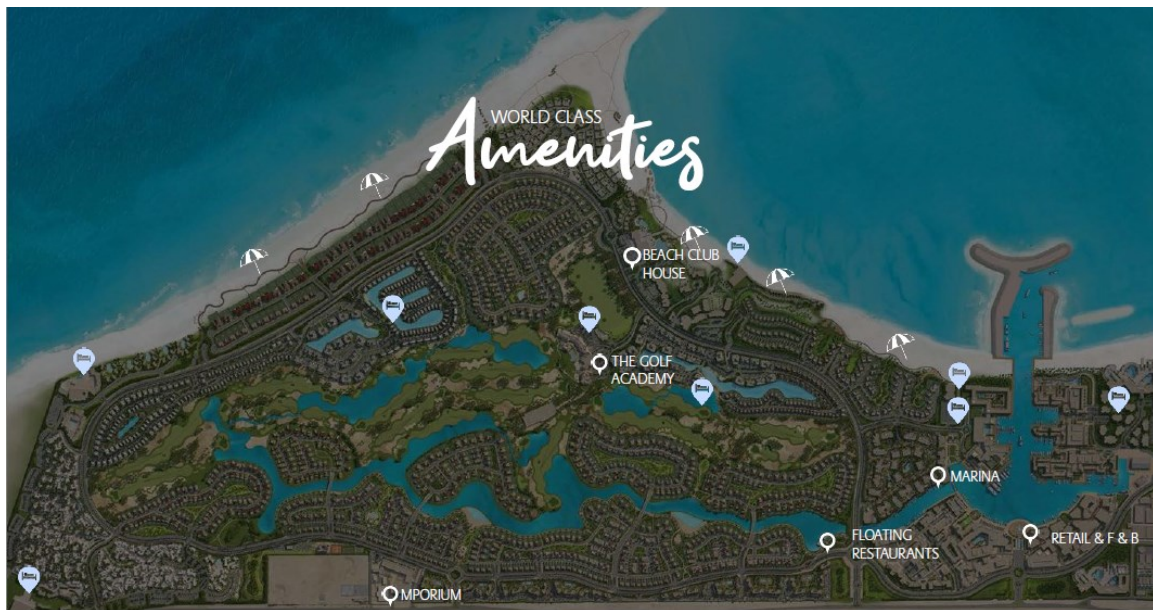 WORLD CLASS
Amenities
BEACH CLUB
HOUSE
THE GOLF
ACADEMY
MARINA
FLOATING
RESTAURANTS
RETAIL & F & B
MPORIUM